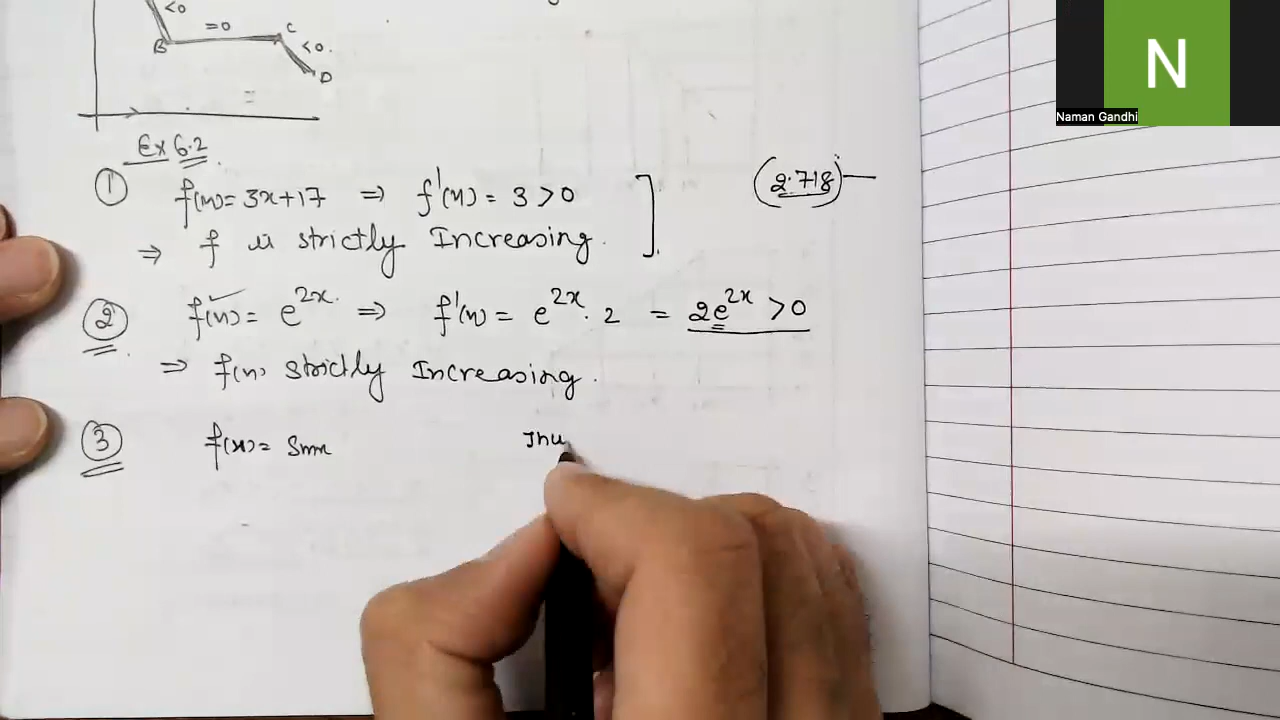 <0
=0
C
<0.
B
D
N
Naman Gandhi
Ex 6.2
① f(x)= 3x+17 ⇒ f'(x) = 3 >0 ]
(2.718)—
⇒ f is strictly Increasing.
② f(x)= e^2x. ⇒ f'(x) = e^2x . 2 = 2e^2x >0
⇒ f(x) strictly Increasing.
③ f(x)= Sinx